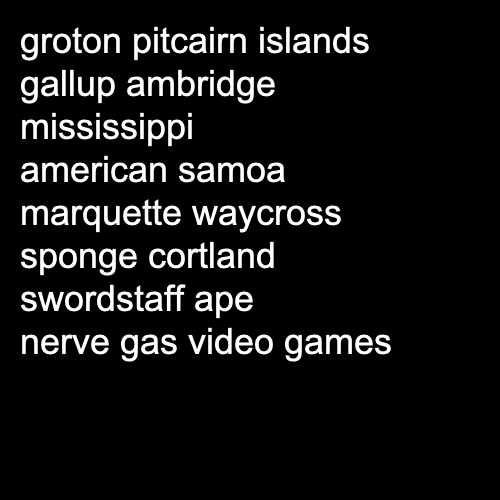 groton pitcairn islands
gallup ambridge
mississippi
american samoa
marquette waycross
sponge cortland
swordstaff ape
nerve gas video games